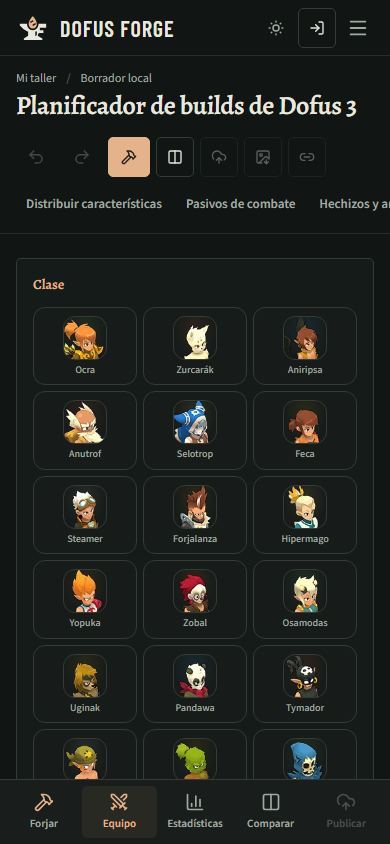 DOFUS FORGE
Mi taller / Borrador local
Planificador de builds de Dofus 3
Distribuir características Pasivos de combate Hechizos y a
Clase
Ocra Zurcarák Aniripsa
Anutrof Selotrop Feca
Steamer Forjalanza Hipermago
Yopuka Zobal Osamodas
Uginak Pandawa Tymador
Forjar Equipo Estadísticas Comparar Publicar